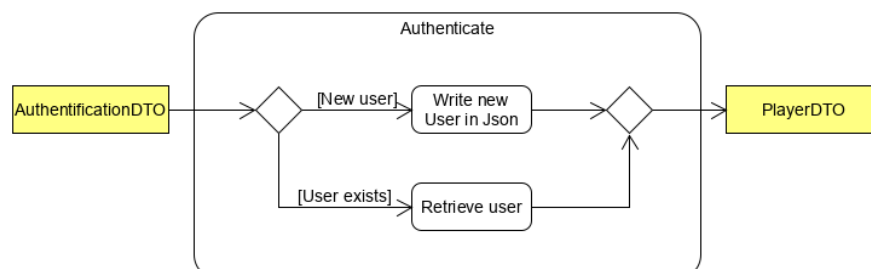 Authenticate
AuthentificationDTO
[New user]
Write new
User in Json
PlayerDTO
[User exists]
Retrieve user